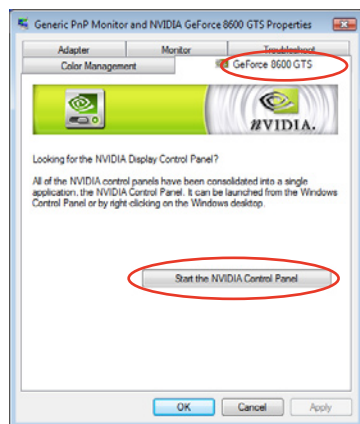 Generic PnP Monitor and NVIDIA GeForce 8600 GTS Properties
Adapter Monitor Troubleshoot
Color Management GeForce 8600 GTS
NVIDIA.
Looking for the NVIDIA Display Control Panel?
All of the NVIDIA control panels have been consolidated into a single
application, the NVIDIA Control Panel. It can be launched from the Windows
Control Panel or by right clicking on the Windows desktop.
Start the NVIDIA Control Panel
OK Cancel Apply